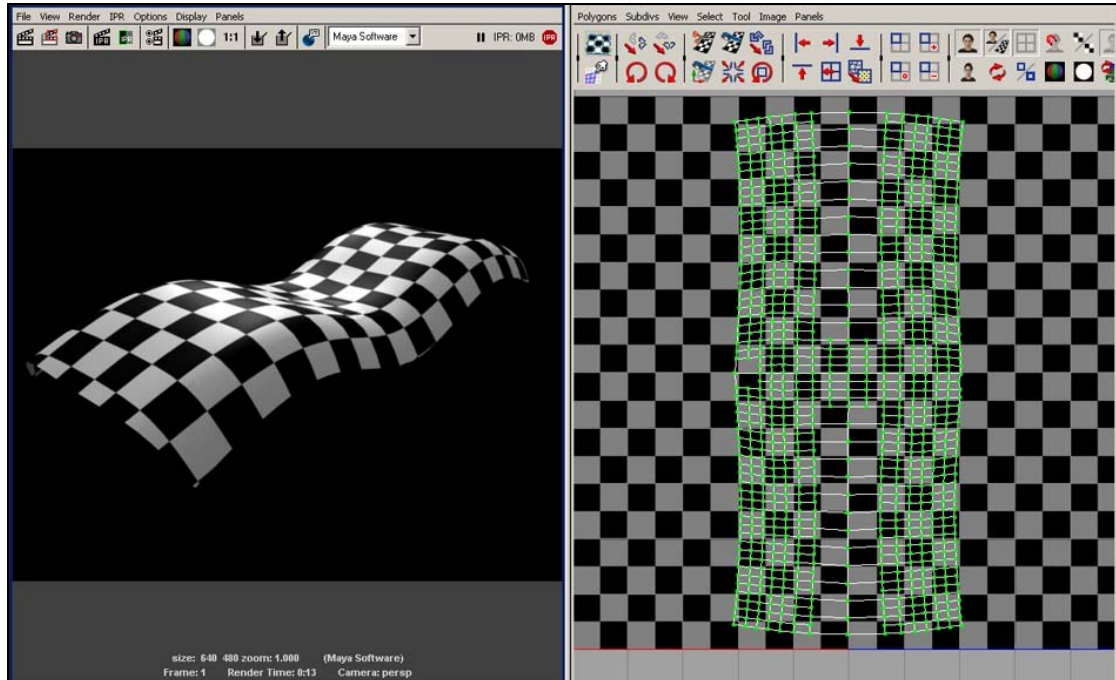 File View Render IPR Options Display Panels
1:1 Maya Software IPR: 0MB IPR
size: 640 480 zoom: 1.000 (Maya Software)
Frame: 1 Render Time: 0:13 Camera: persp
Polygons Subdivs View Select Tool Image Panels